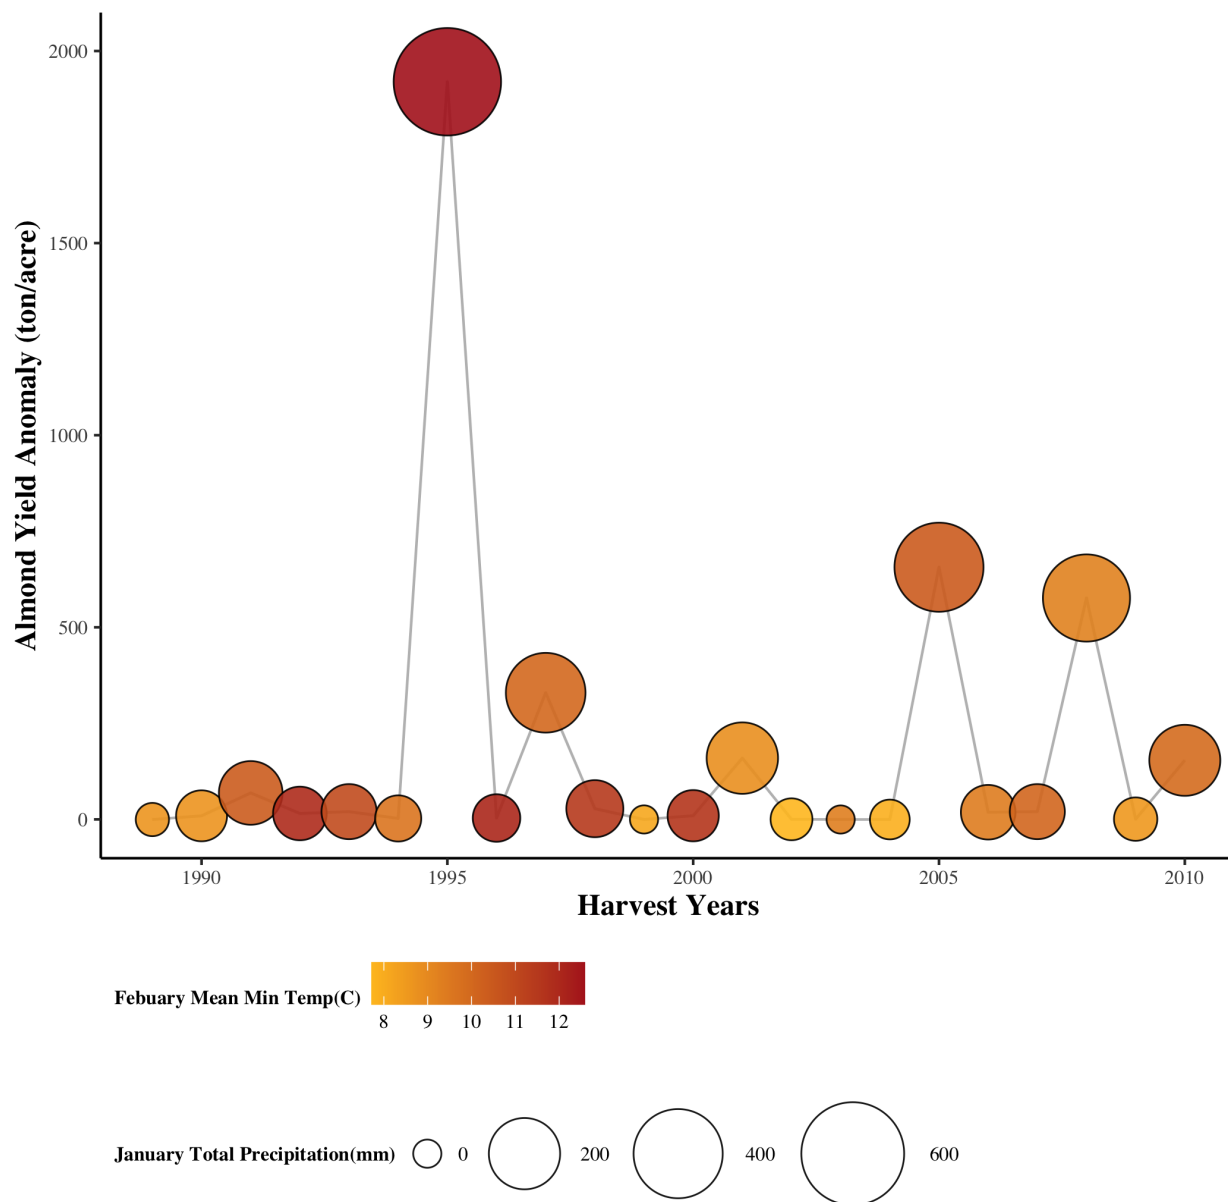 Almond Yield Anomaly (ton/acre)
2000
1500
1000
500
0
1990 1995 2000 2005 2010
Harvest Years
Febuary Mean Min Temp(C)
8 9 10 11 12
January Total Precipitation(mm) 0 200 400 600